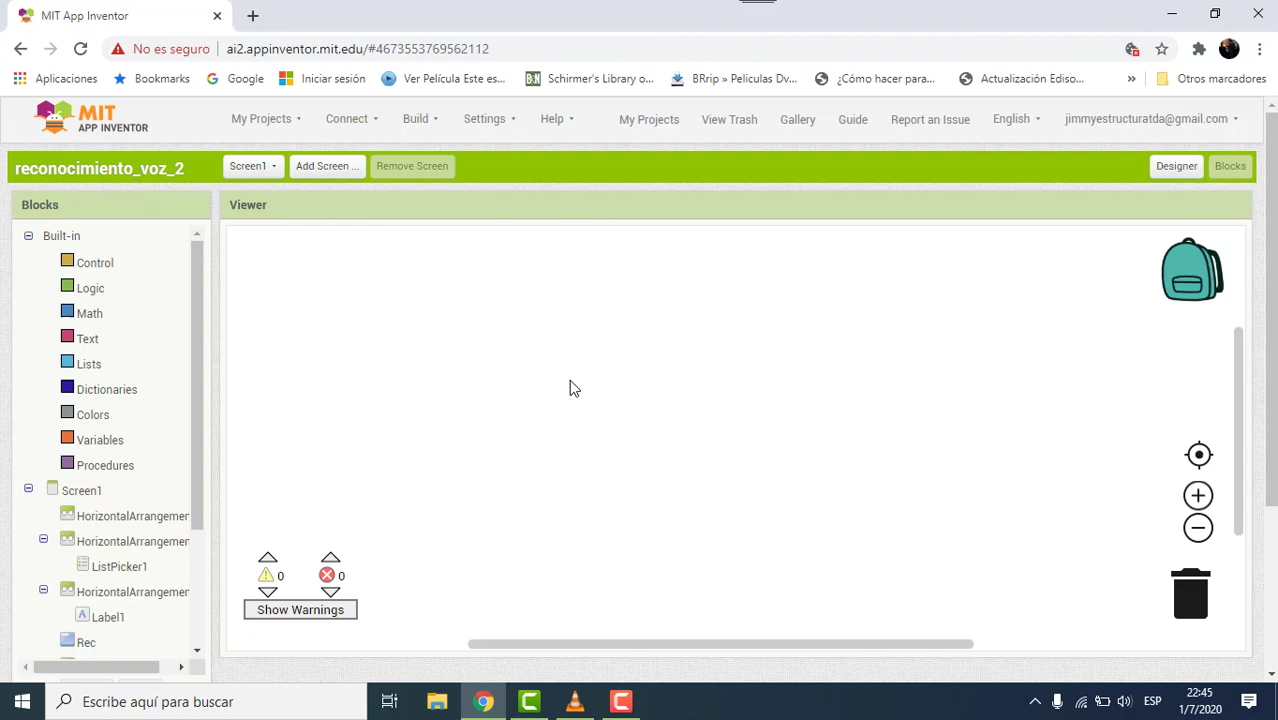 MIT App Inventor
No es seguro ai2.appinventor.mit.edu/#4673553769562112
Aplicaciones Bookmarks Google Iniciar sesión Ver Película Este es... Schirmer's Library o... BRrip » Peliculas Dv... ¿Cómo hacer para... Actualización Ediso... » Otros marcadores
MIT
APP INVENTOR
My Projects Connect Build Settings Help My Projects View Trash Gallery Guide Report an Issue English jimmyestructuratda@gmail.com
reconocimiento_voz_2 Screen1 Add Screen ... Remove Screen Designer Blocks
Blocks Viewer
Built-in
Control
Logic
Math
Text
Lists
Dictionaries
Colors
Variables
Procedures
Screen1
HorizontalArrangemen
HorizontalArrangemen
ListPicker1
HorizontalArrangemen
A Label1
Rec
0 0
Show Warnings
Escribe aquí para buscar
ESP
22:45
1/7/2020